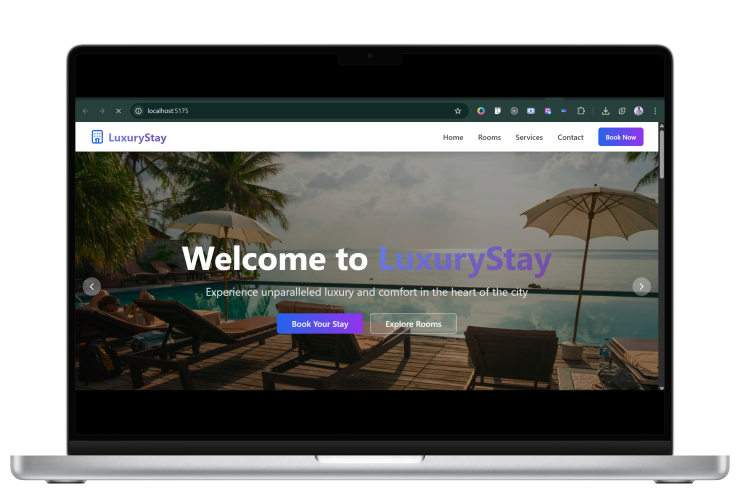 localhost:5175
LuxuryStay
Home Rooms Services Contact Book Now
Welcome to LuxuryStay
Experience unparalleled luxury and comfort in the heart of the city
Book Your Stay Explore Rooms